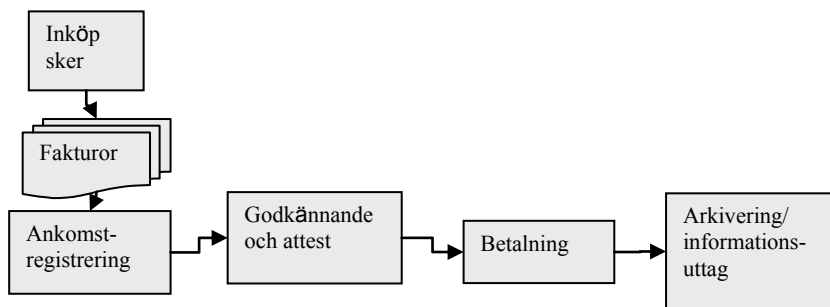 Inköp
sker
Fakturor
Ankomst-
registrering
Godkännande
och attest
Betalning
Arkivering/
informations-
uttag